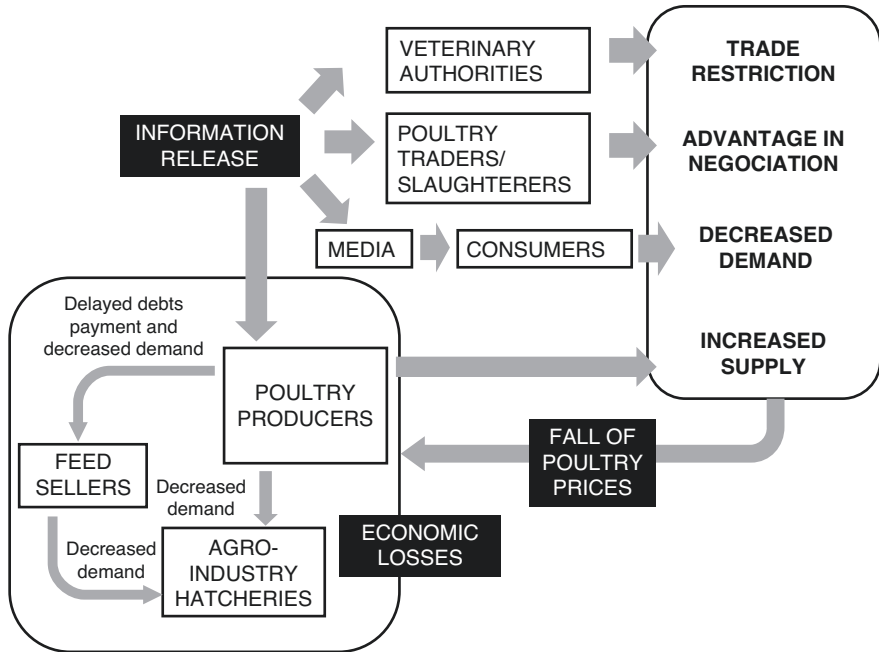 VETERINARY
AUTHORITIES
TRADE
RESTRICTION
INFORMATION
RELEASE
POULTRY
TRADERS/
SLAUGHTERERS
ADVANTAGE IN
NEGOCIATION
MEDIA
CONSUMERS
DECREASED
DEMAND
Delayed debts
payment and
decreased demand
POULTRY
PRODUCERS
INCREASED
SUPPLY
FALL OF
POULTRY
PRICES
FEED
SELLERS
Decreased
demand
ECONOMIC
LOSSES
Decreased
demand
AGRO-
INDUSTRY
HATCHERIES